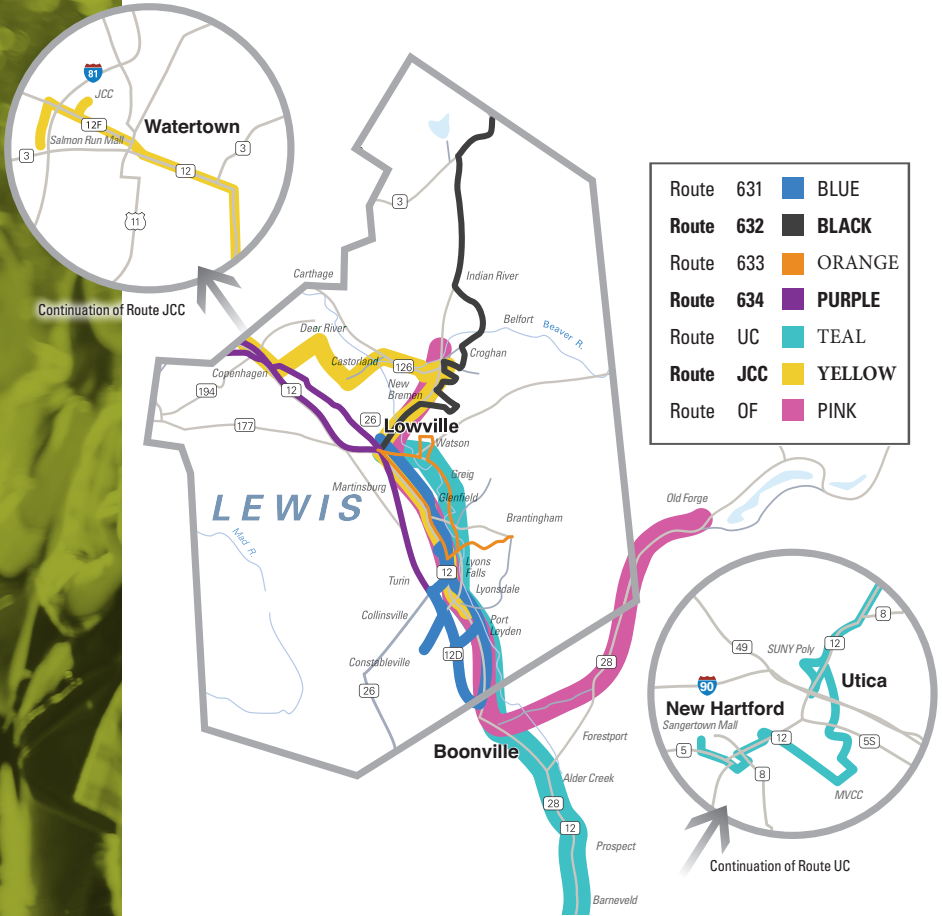 81
JCC
12F
Watertown
Salmon Run Mall
3
3
12
11
Continuation of Route JCC
Route 631 BLUE
Route 632 BLACK
Route 633 ORANGE
Route 634 PURPLE
Route UC TEAL
Route JCC YELLOW
Route OF PINK
3
Carthage
Indian River
Belfort
Beaver R.
Deer River
Castorland
Croghan
126
Copenhagen
New
Bremen
194
12
26
177
Lowville
Watson
Martinsburg
Greig
Glenfield
LEWIS
Brantingham
Old Forge
Mad R.
Lyons
Falls
12
Turin
Lyonsdale
Collinsville
Port
Leyden
12D
Constableville
26
28
Boonville
Forestport
Alder Creek
28
12
Prospect
Barneveld
8
49
12
SUNY Poly
Utica
90
New Hartford
Sangertown Mall
12
5
5S
8
MVCC
Continuation of Route UC